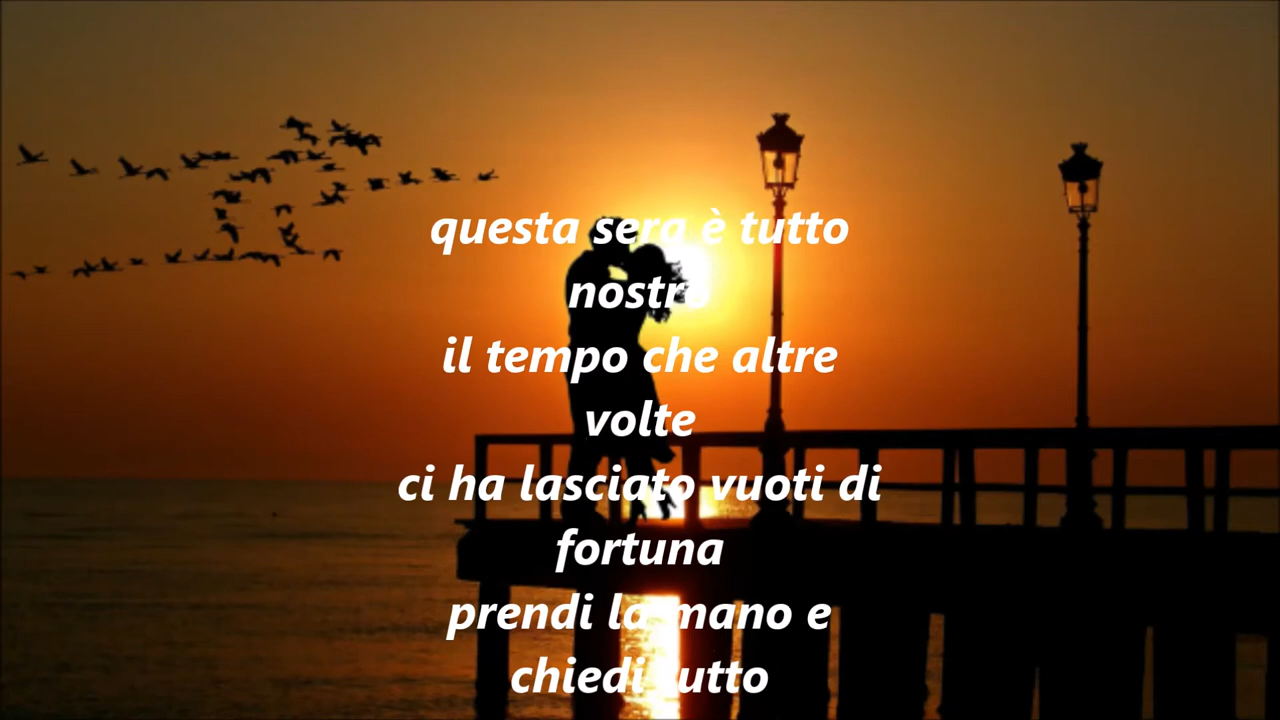 questa sera è tutto
nostro
il tempo che altre
volte
ci ha lasciato vuoti di
fortuna
prendi la mano e
chiedi tutto